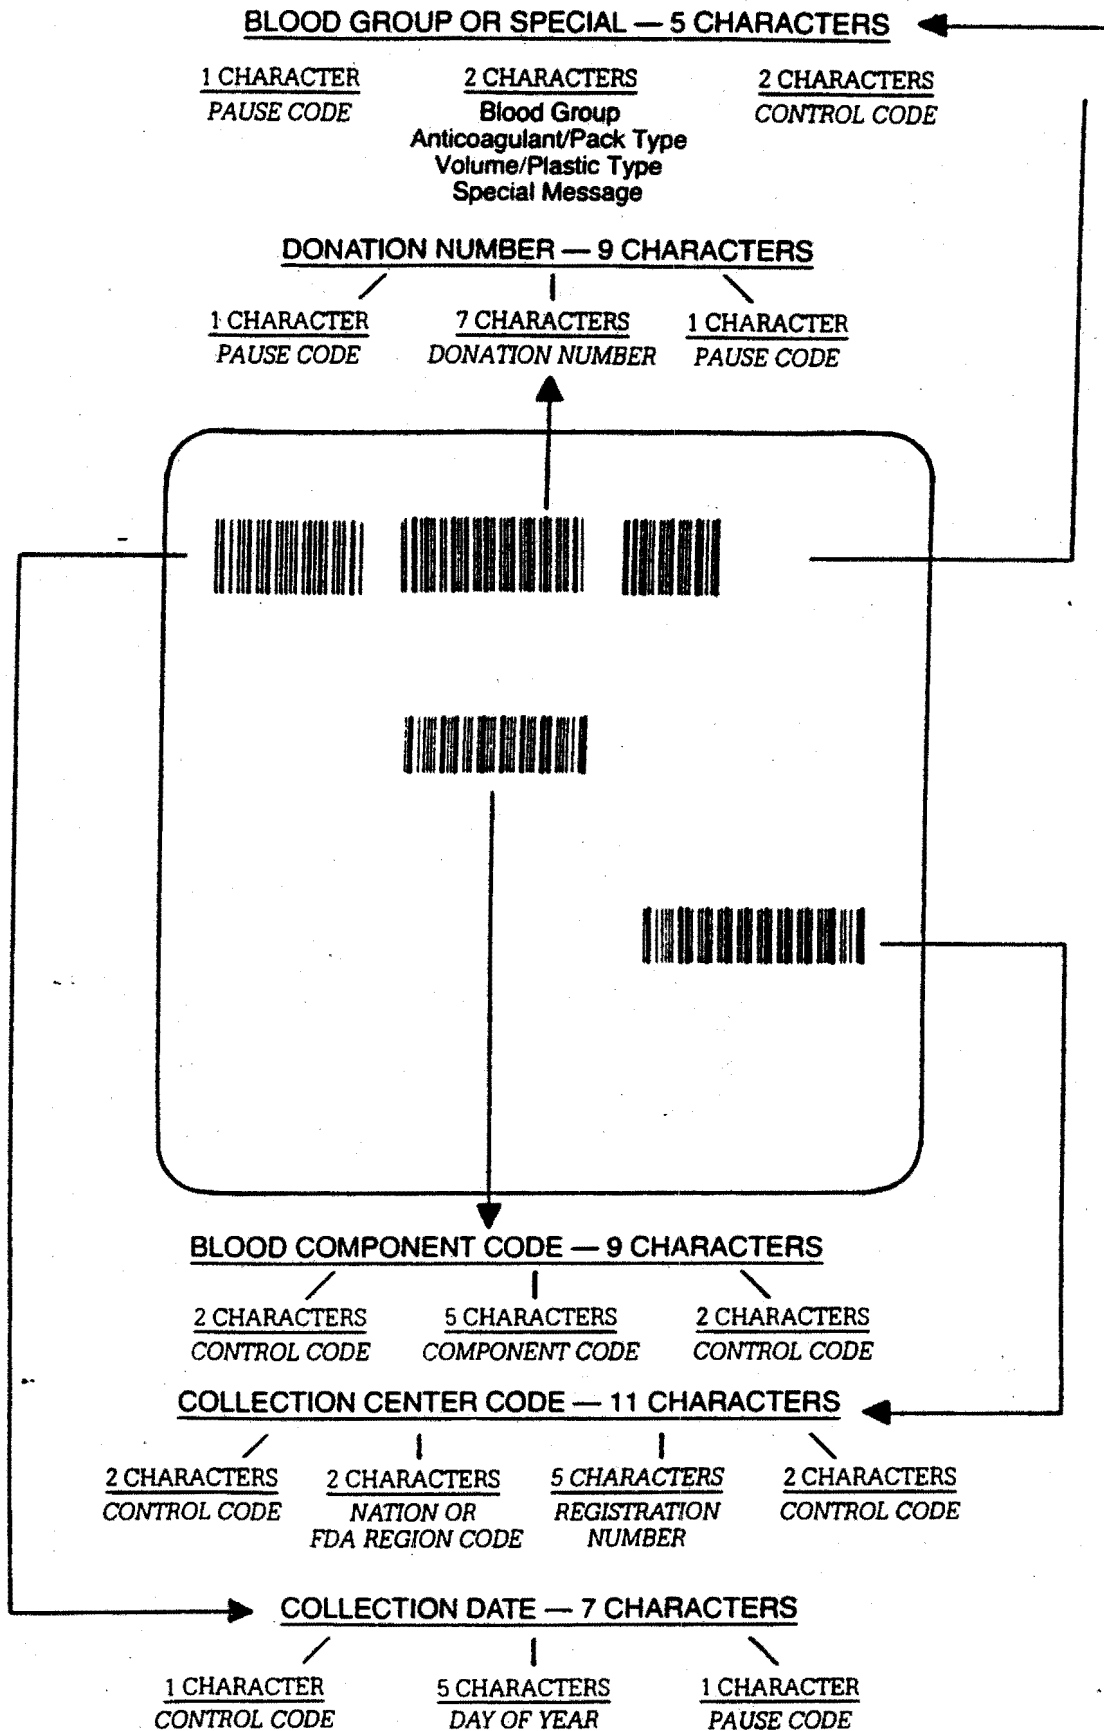 BLOOD GROUP OR SPECIAL — 5 CHARACTERS
1 CHARACTER 2 CHARACTERS 2 CHARACTERS
PAUSE CODE Blood Group CONTROL CODE
Anticoagulant/Pack Type
Volume/Plastic Type
Special Message
DONATION NUMBER — 9 CHARACTERS
1 CHARACTER 7 CHARACTERS 1 CHARACTER
PAUSE CODE DONATION NUMBER PAUSE CODE
BLOOD COMPONENT CODE — 9 CHARACTERS
2 CHARACTERS 5 CHARACTERS 2 CHARACTERS
CONTROL CODE COMPONENT CODE CONTROL CODE
COLLECTION CENTER CODE — 11 CHARACTERS
2 CHARACTERS 2 CHARACTERS 5 CHARACTERS 2 CHARACTERS
CONTROL CODE NATION OR REGISTRATION CONTROL CODE
FDA REGION CODE NUMBER
COLLECTION DATE — 7 CHARACTERS
1 CHARACTER 5 CHARACTERS 1 CHARACTER
CONTROL CODE DAY OF YEAR PAUSE CODE